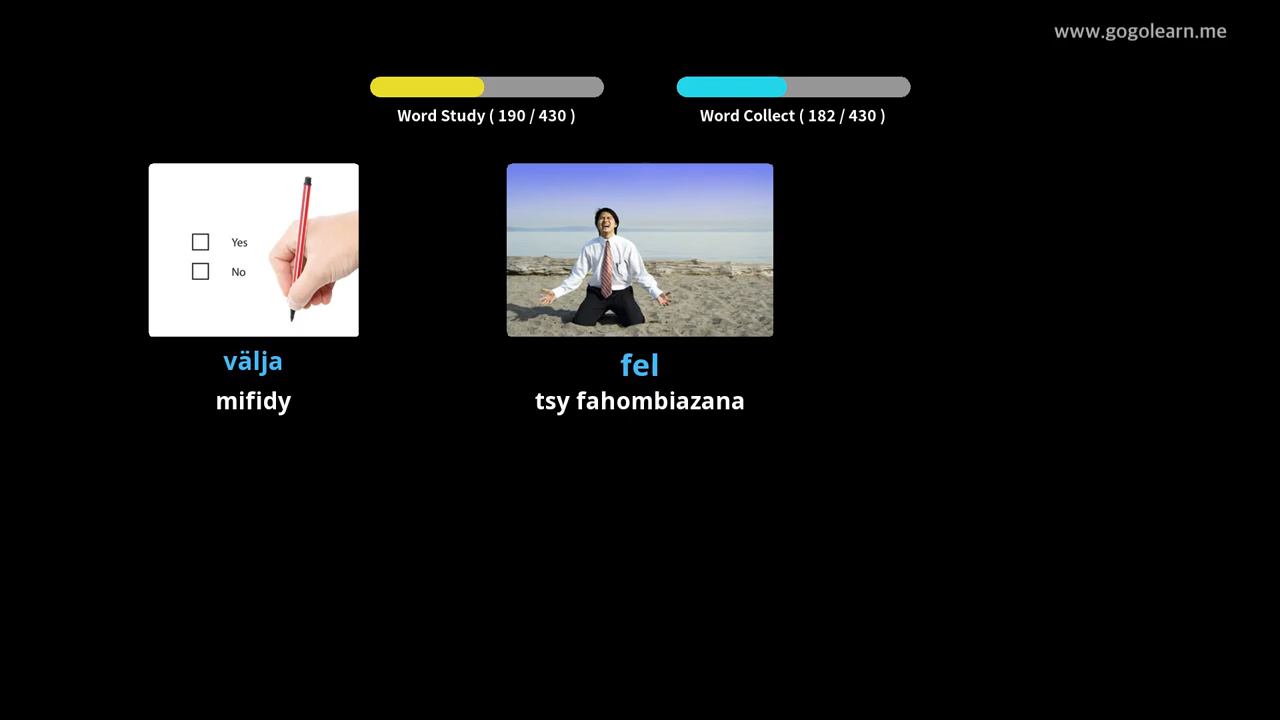 www.gogolearn.me
Word Study ( 190 / 430 )
Word Collect ( 182 / 430 )
Yes
No
välja
mifidy
fel
tsy fahombiazana